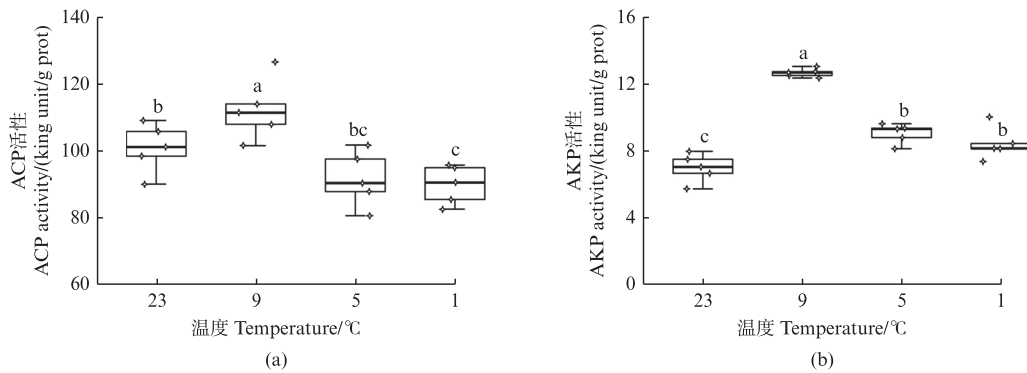 ACP活性
ACP activity/(king unit/g prot)
140
120
100
80
60
b
a
bc
c
23
9
5
1
温度 Temperature/℃
(a)
AKP活性
AKP activity/(king unit/g prot)
16
12
8
4
0
c
a
b
b
23
9
5
1
温度 Temperature/℃
(b)